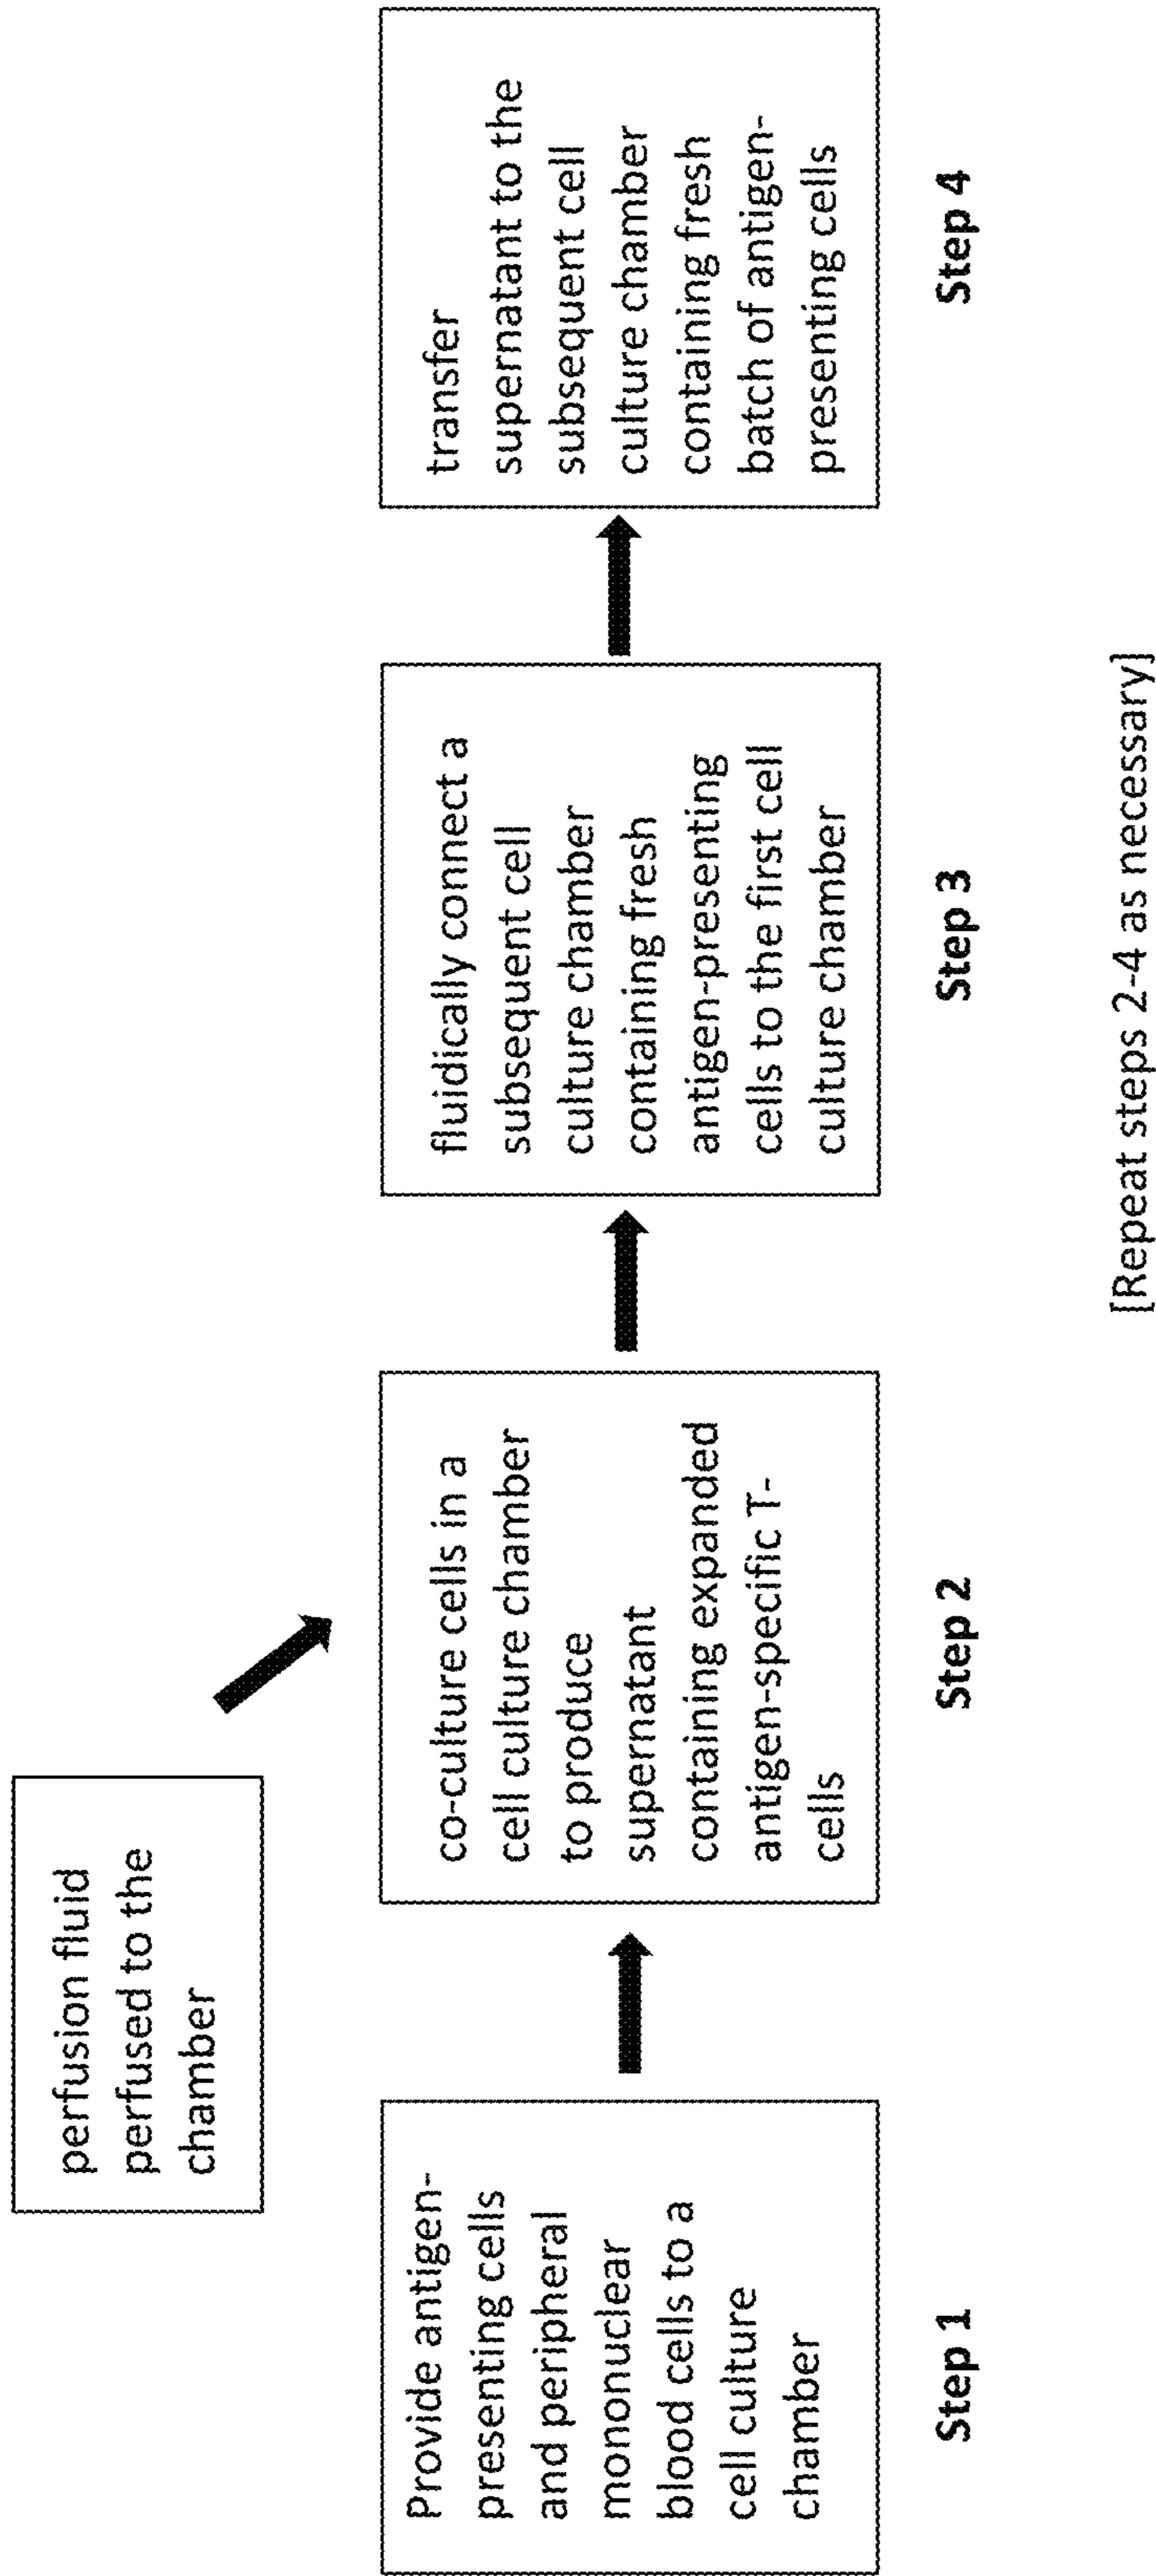 perfusion fluid
perfused to the
chamber
Provide antigen-
presenting cells
and peripheral
mononuclear
blood cells to a
cell culture
chamber
Step 1
co-culture cells in a
cell culture chamber
to produce
supernatant
containing expanded
antigen-specific T-
cells
Step 2
fluidically connect a
subsequent cell
culture chamber
containing fresh
antigen-presenting
cells to the first cell
culture chamber
Step 3
transfer
supernatant to the
subsequent cell
culture chamber
containing fresh
batch of antigen-
presenting cells
Step 4
[Repeat steps 2-4 as necessary]